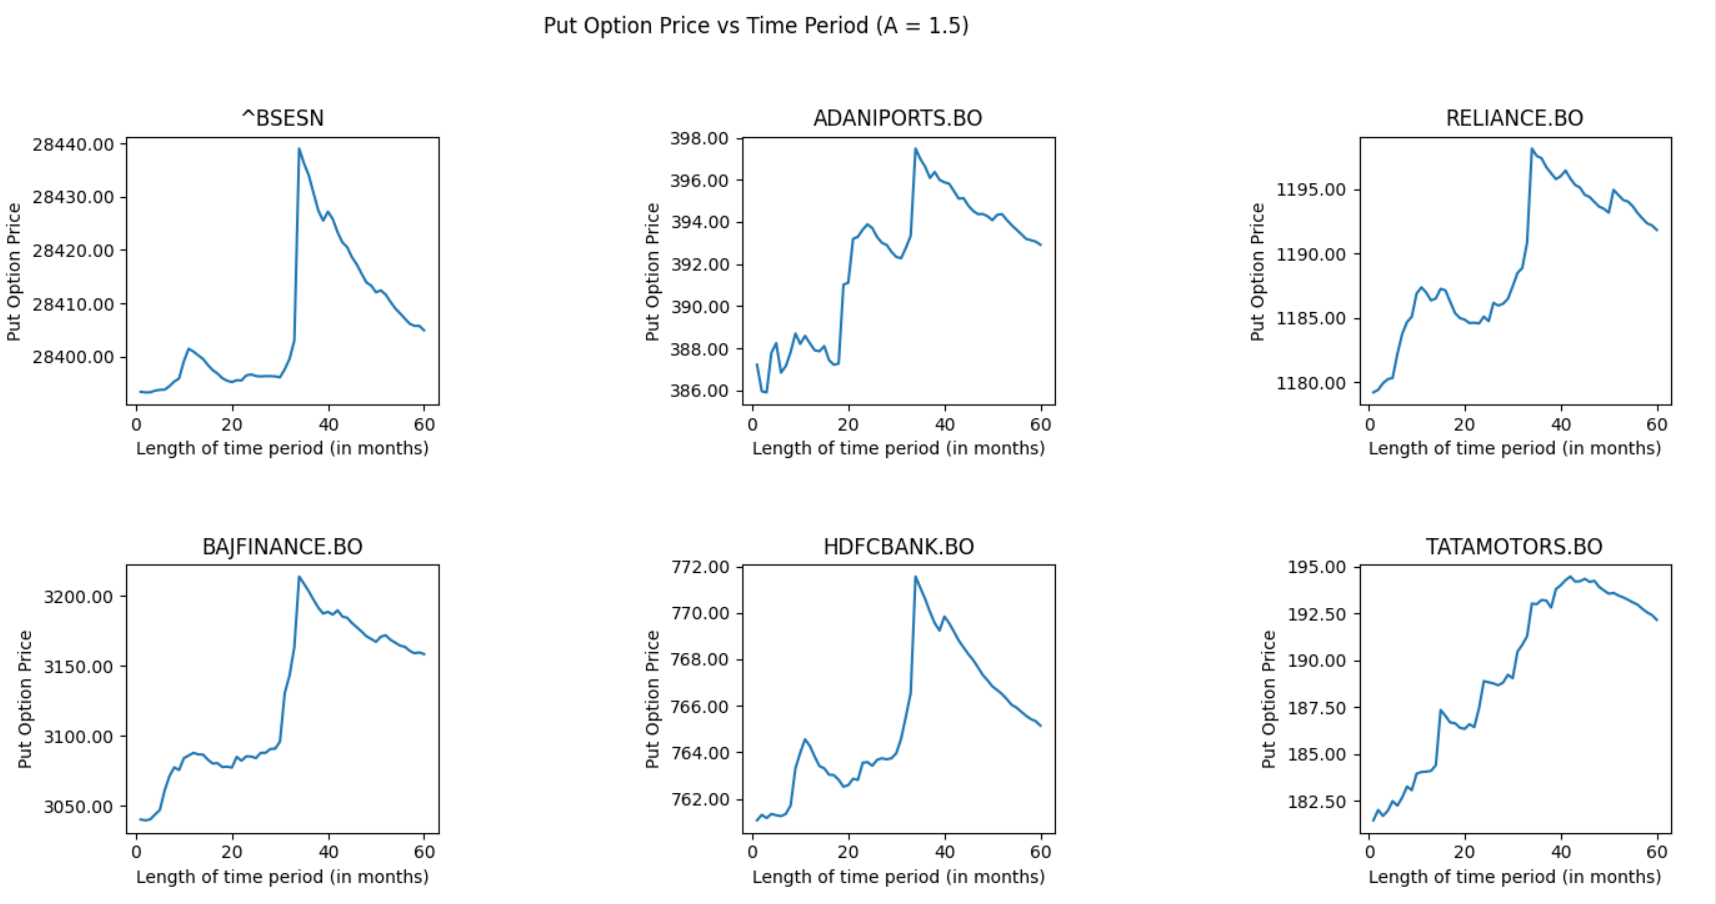 Put Option Price vs Time Period (A = 1.5)
^BSESN
28440.00
28430.00
28420.00
28410.00
28400.00
Put Option Price
0 20 40 60
Length of time period (in months)
ADANIPORTS.BO
398.00
396.00
394.00
392.00
390.00
388.00
386.00
Put Option Price
0 20 40 60
Length of time period (in months)
RELIANCE.BO
1195.00
1190.00
1185.00
1180.00
Put Option Price
0 20 40 60
Length of time period (in months)
BAJFINANCE.BO
3200.00
3150.00
3100.00
3050.00
Put Option Price
0 20 40 60
Length of time period (in months)
HDFCBANK.BO
772.00
770.00
768.00
766.00
764.00
762.00
Put Option Price
0 20 40 60
Length of time period (in months)
TATAMOTORS.BO
195.00
192.50
190.00
187.50
185.00
182.50
Put Option Price
0 20 40 60
Length of time period (in months)